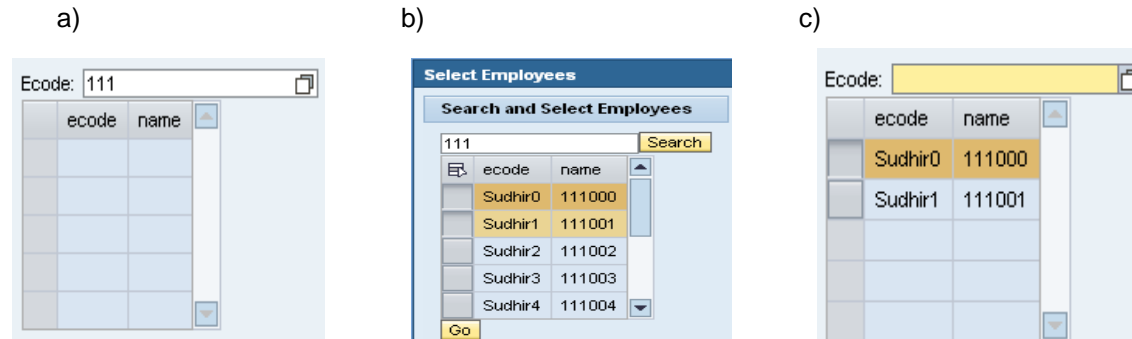 a)
b)
c)
Ecode: 111
ecode name
Select Employees
Search and Select Employees
111 Search
ecode name
Sudhir0 111000
Sudhir1 111001
Sudhir2 111002
Sudhir3 111003
Sudhir4 111004
Go
Ecode:
ecode name
Sudhir0 111000
Sudhir1 111001